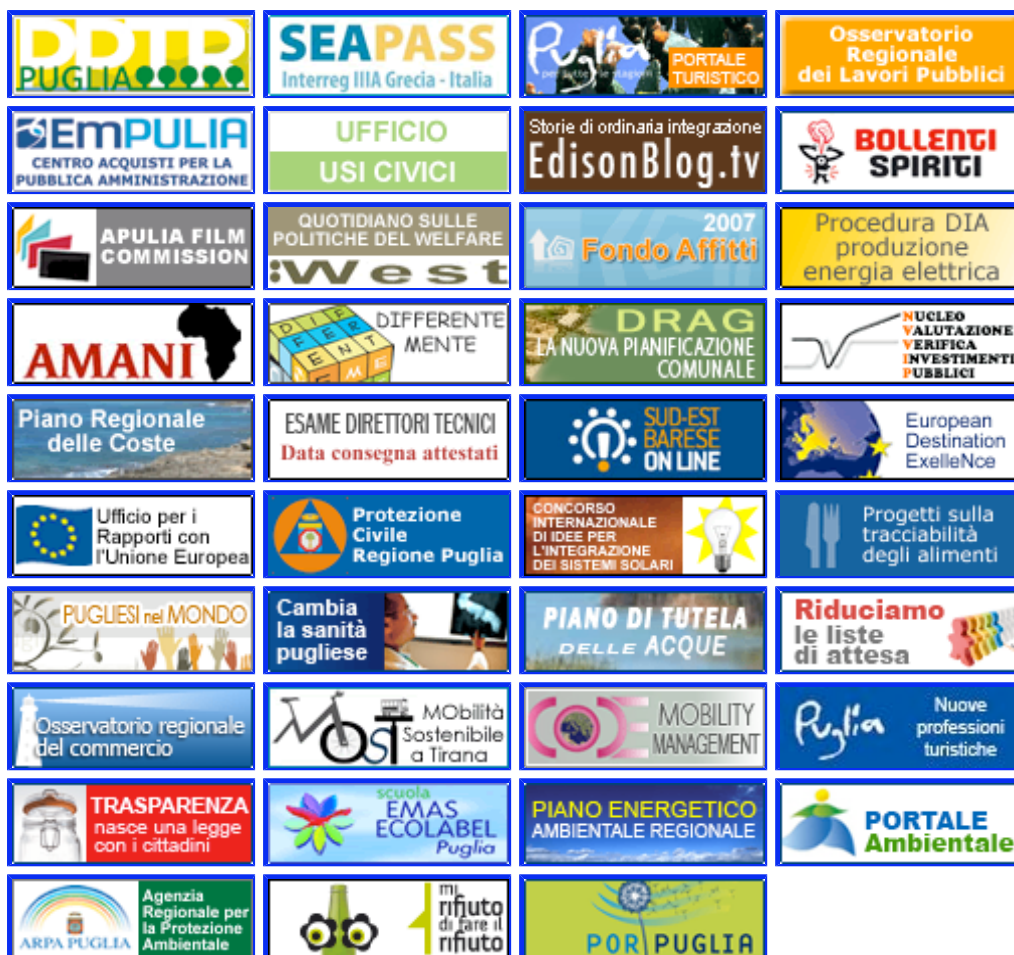 DDTP
PUGLIA
SEAPASS
Interreg IIIA Grecia - Italia
Puglia
per tutte le stagioni
PORTALE
TURISTICO
Osservatorio
Regionale
dei Lavori Pubblici
EmPULIA
CENTRO ACQUISTI PER LA
PUBBLICA AMMINISTRAZIONE
UFFICIO
USI CIVICI
Storie di ordinaria integrazione
EdisonBlog.tv
BOLLENTI
SPIRITI
APULIA FILM
COMMISSION
QUOTIDIANO SULLE
POLITICHE DEL WELFARE
:West
2007
Fondo Affitti
Procedura DIA
produzione
energia elettrica
AMANI
DIFFERENTE
MENTE
DRAG
LA NUOVA PIANIFICAZIONE
COMUNALE
NUCLEO
VALUTAZIONE
VERIFICA
INVESTIMENTI
PUBBLICI
Piano Regionale
delle Coste
ESAME DIRETTORI TECNICI
Data consegna attestati
SUD-EST
BARESE
ON LINE
European
Destination
ExelleNce
Ufficio per i
Rapporti con
l'Unione Europea
Protezione
Civile
Regione Puglia
CONCORSO
INTERNAZIONALE
DI IDEE PER
L'INTEGRAZIONE
DEI SISTEMI SOLARI
Progetti sulla
tracciabilità
degli alimenti
PUGLIESI nel MONDO
Cambia
la sanità
pugliese
PIANO DI TUTELA
DELLE ACQUE
Riduciamo
le liste
di attesa
Osservatorio regionale
del commercio
MOST
MObilità
Sostenibile
a Tirana
CODE
MOBILITY
MANAGEMENT
Puglia
Nuove
professioni
turistiche
TRASPARENZA
nasce una legge
con i cittadini
scuola
EMAS
ECOLABEL
Puglia
PIANO ENERGETICO
AMBIENTALE REGIONALE
PORTALE
Ambientale
ARPA PUGLIA
Agenzia
Regionale per
la Protezione
Ambientale
mi
rifiuto
di fare il
rifiuto
POR PUGLIA